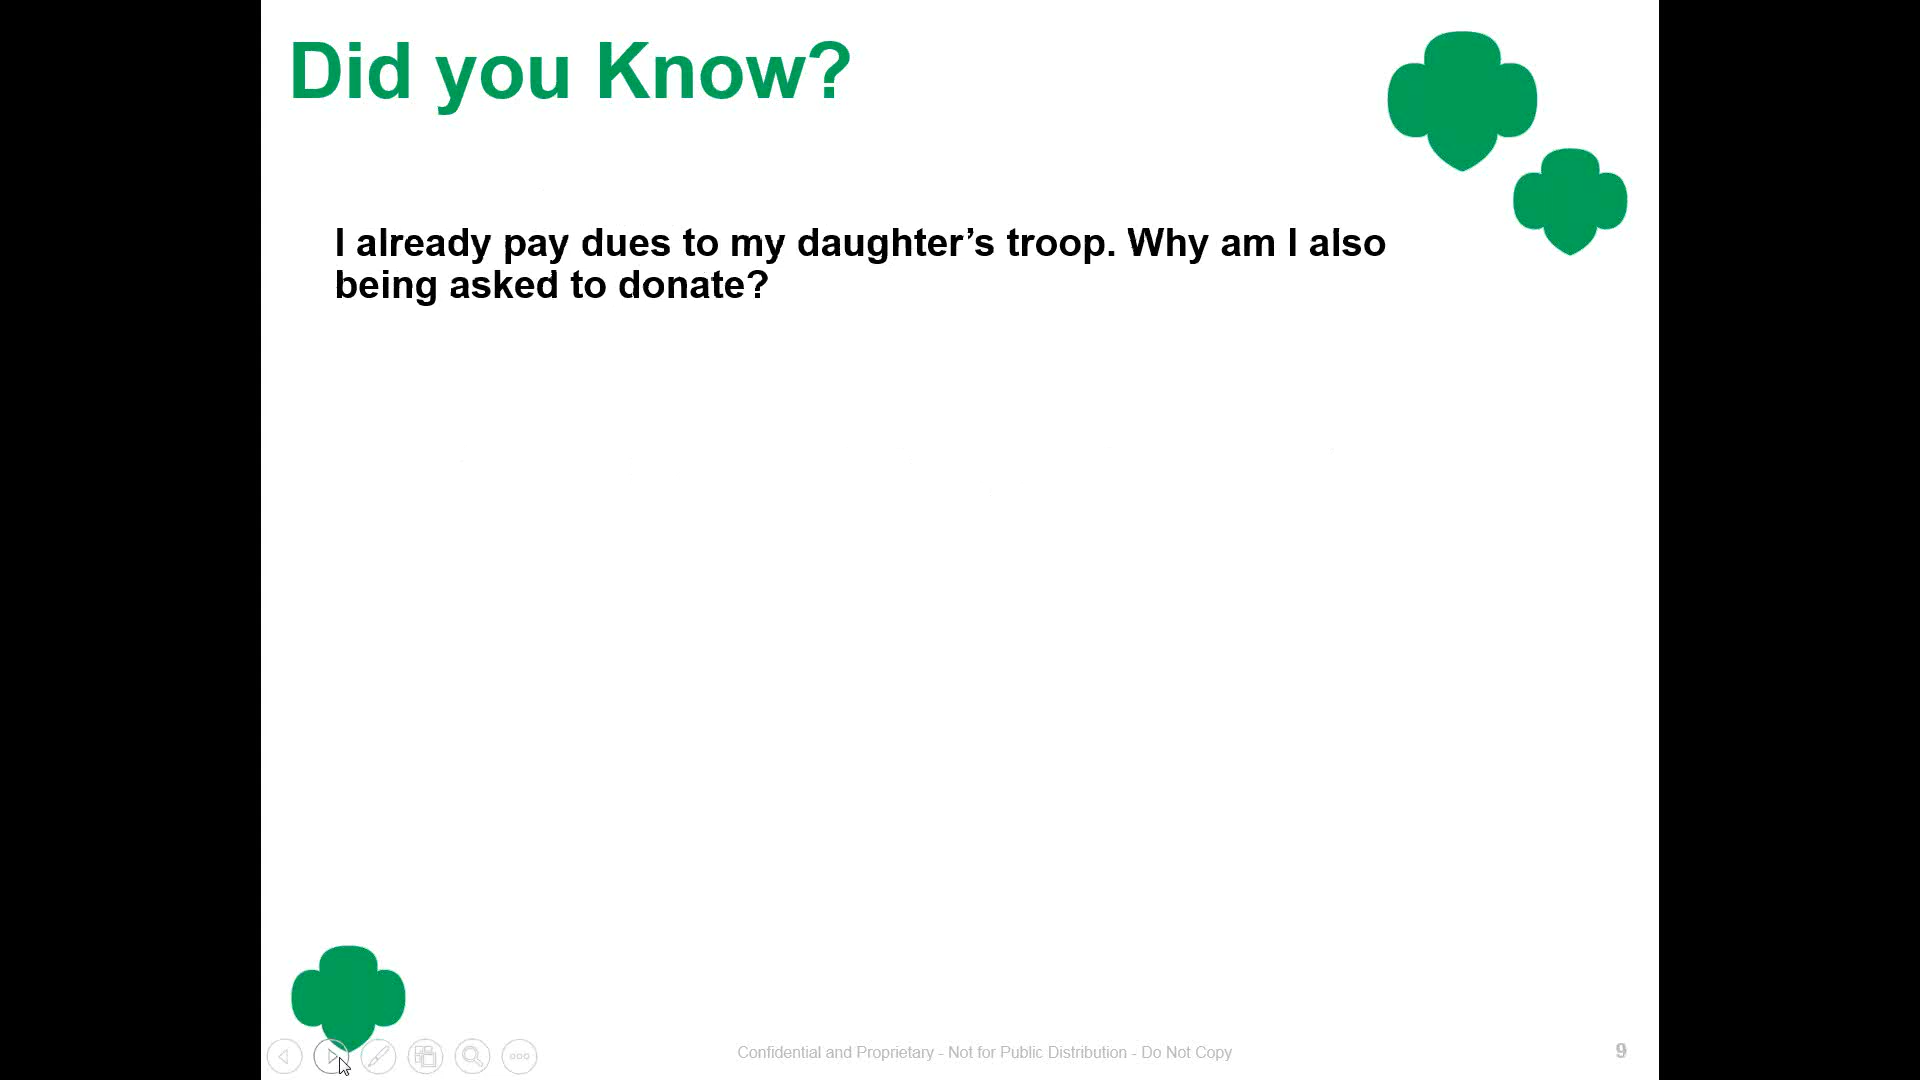 Did you Know?
I already pay dues to my daughter’s troop. Why am I also
being asked to donate?
Confidential and Proprietary - Not for Public Distribution - Do Not Copy
9